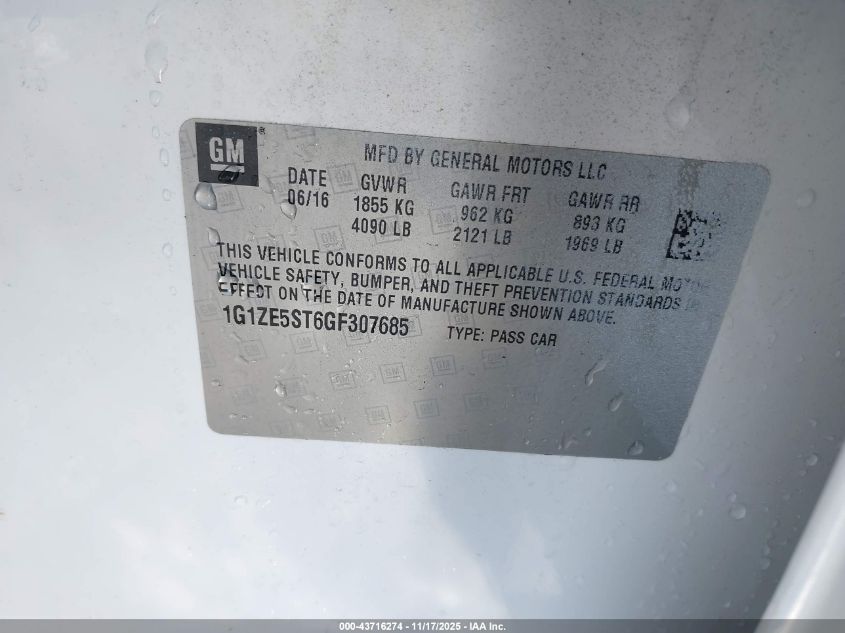 GM ®
MFD BY GENERAL MOTORS LLC
DATE GVWR GAWR FRT GAWR RR
06/16 1855 KG 962 KG 893 KG
4090 LB 2121 LB 1969 LB
THIS VEHICLE CONFORMS TO ALL APPLICABLE U.S. FEDERAL MOTOR
VEHICLE SAFETY, BUMPER, AND THEFT PREVENTION STANDARDS IN
EFFECT ON THE DATE OF MANUFACTURE SHOWN ABOVE.
1G1ZE5ST6GF307685 TYPE: PASS CAR
000-43716274 - 11/17/2025 - IAA Inc.